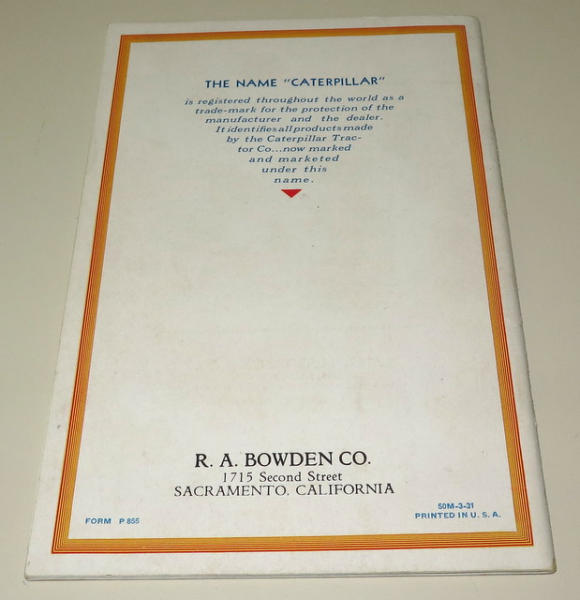 THE NAME "CATERPILLAR"
is registered throughout the world as a
trade-mark for the protection of the
manufacturer and the dealer.
It identifies all products made
by the Caterpillar Trac-
tor Co...now marked
and marketed
under this
name.
R. A. BOWDEN CO.
1715 Second Street
SACRAMENTO, CALIFORNIA
FORM P 855
50M-3-31
PRINTED IN U. S. A.